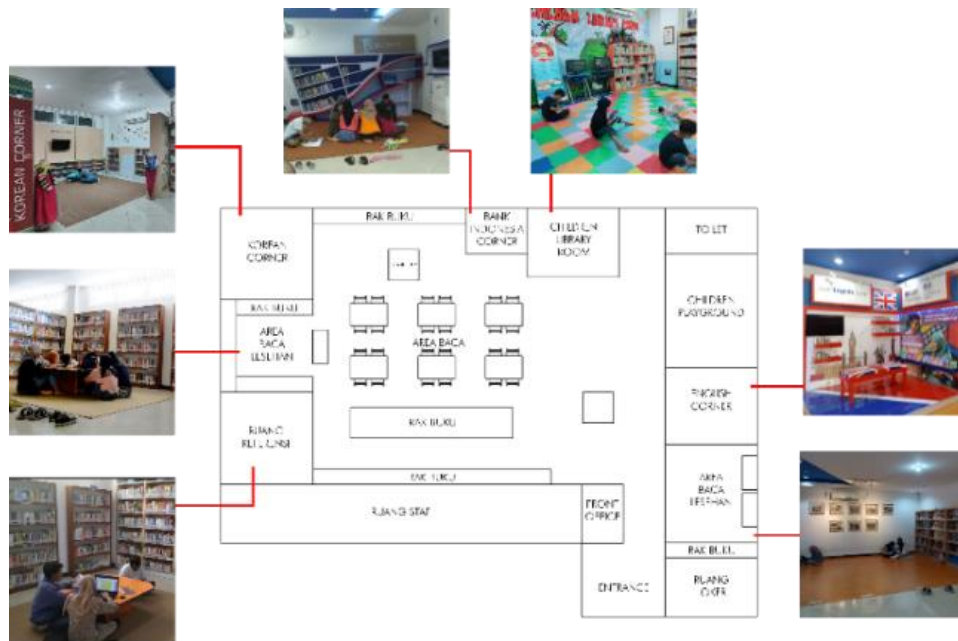 KOREAN CORNER
RAK BUKU
BANK
INDONESIA
CORNER
CHILDREN
LIBRARY
ROOM
TOILET
KOREAN
CORNER
RAK BUKU
AREA
BACA
LESEHAN
AREA BACA
CHILDREN
PLAYGROUND
ENGLISH
CORNER
RAK BUKU
RUANG
REFERENSI
RAK BUKU
AREA
BACA
LESEHAN
RUANG STAF
FRONT
OFFICE
RAK BUKU
ENTRANCE
RUANG
LOKER